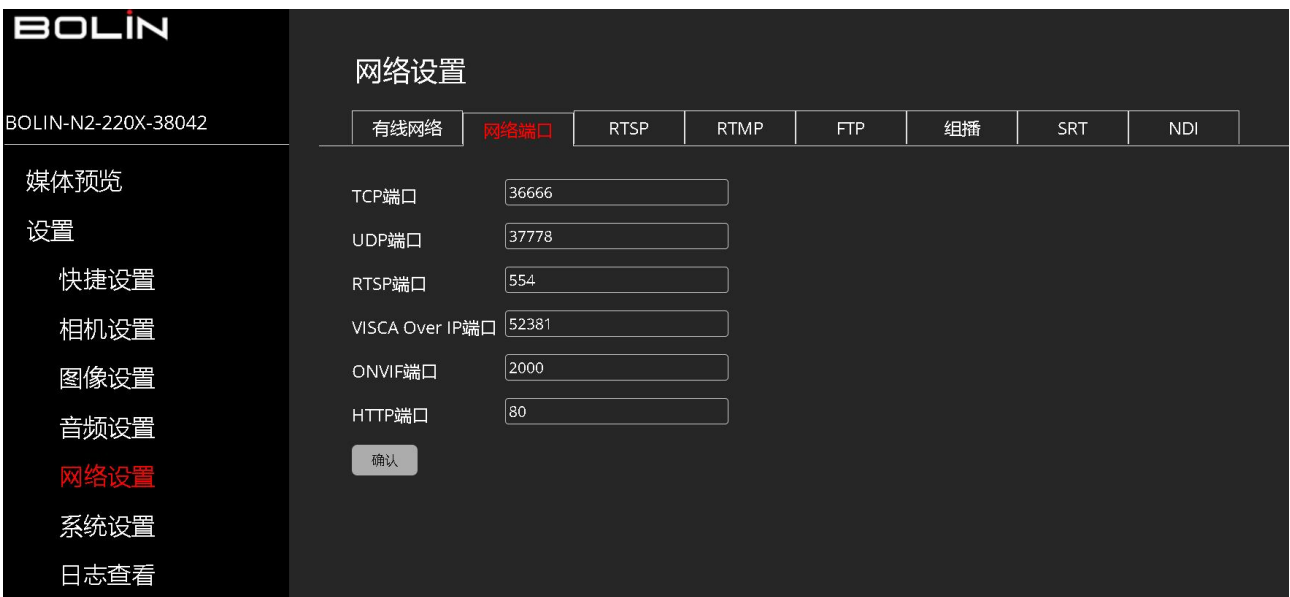 BOLIN
BOLIN-N2-220X-38042
媒体预览
设置
快捷设置
相机设置
图像设置
音频设置
网络设置
系统设置
日志查看
网络设置
有线网络 网络端口 RTSP RTMP FTP 组播 SRT NDI
TCP端口 36666
UDP端口 37778
RTSP端口 554
VISCA Over IP端口 52381
ONVIF端口 2000
HTTP端口 80
确认